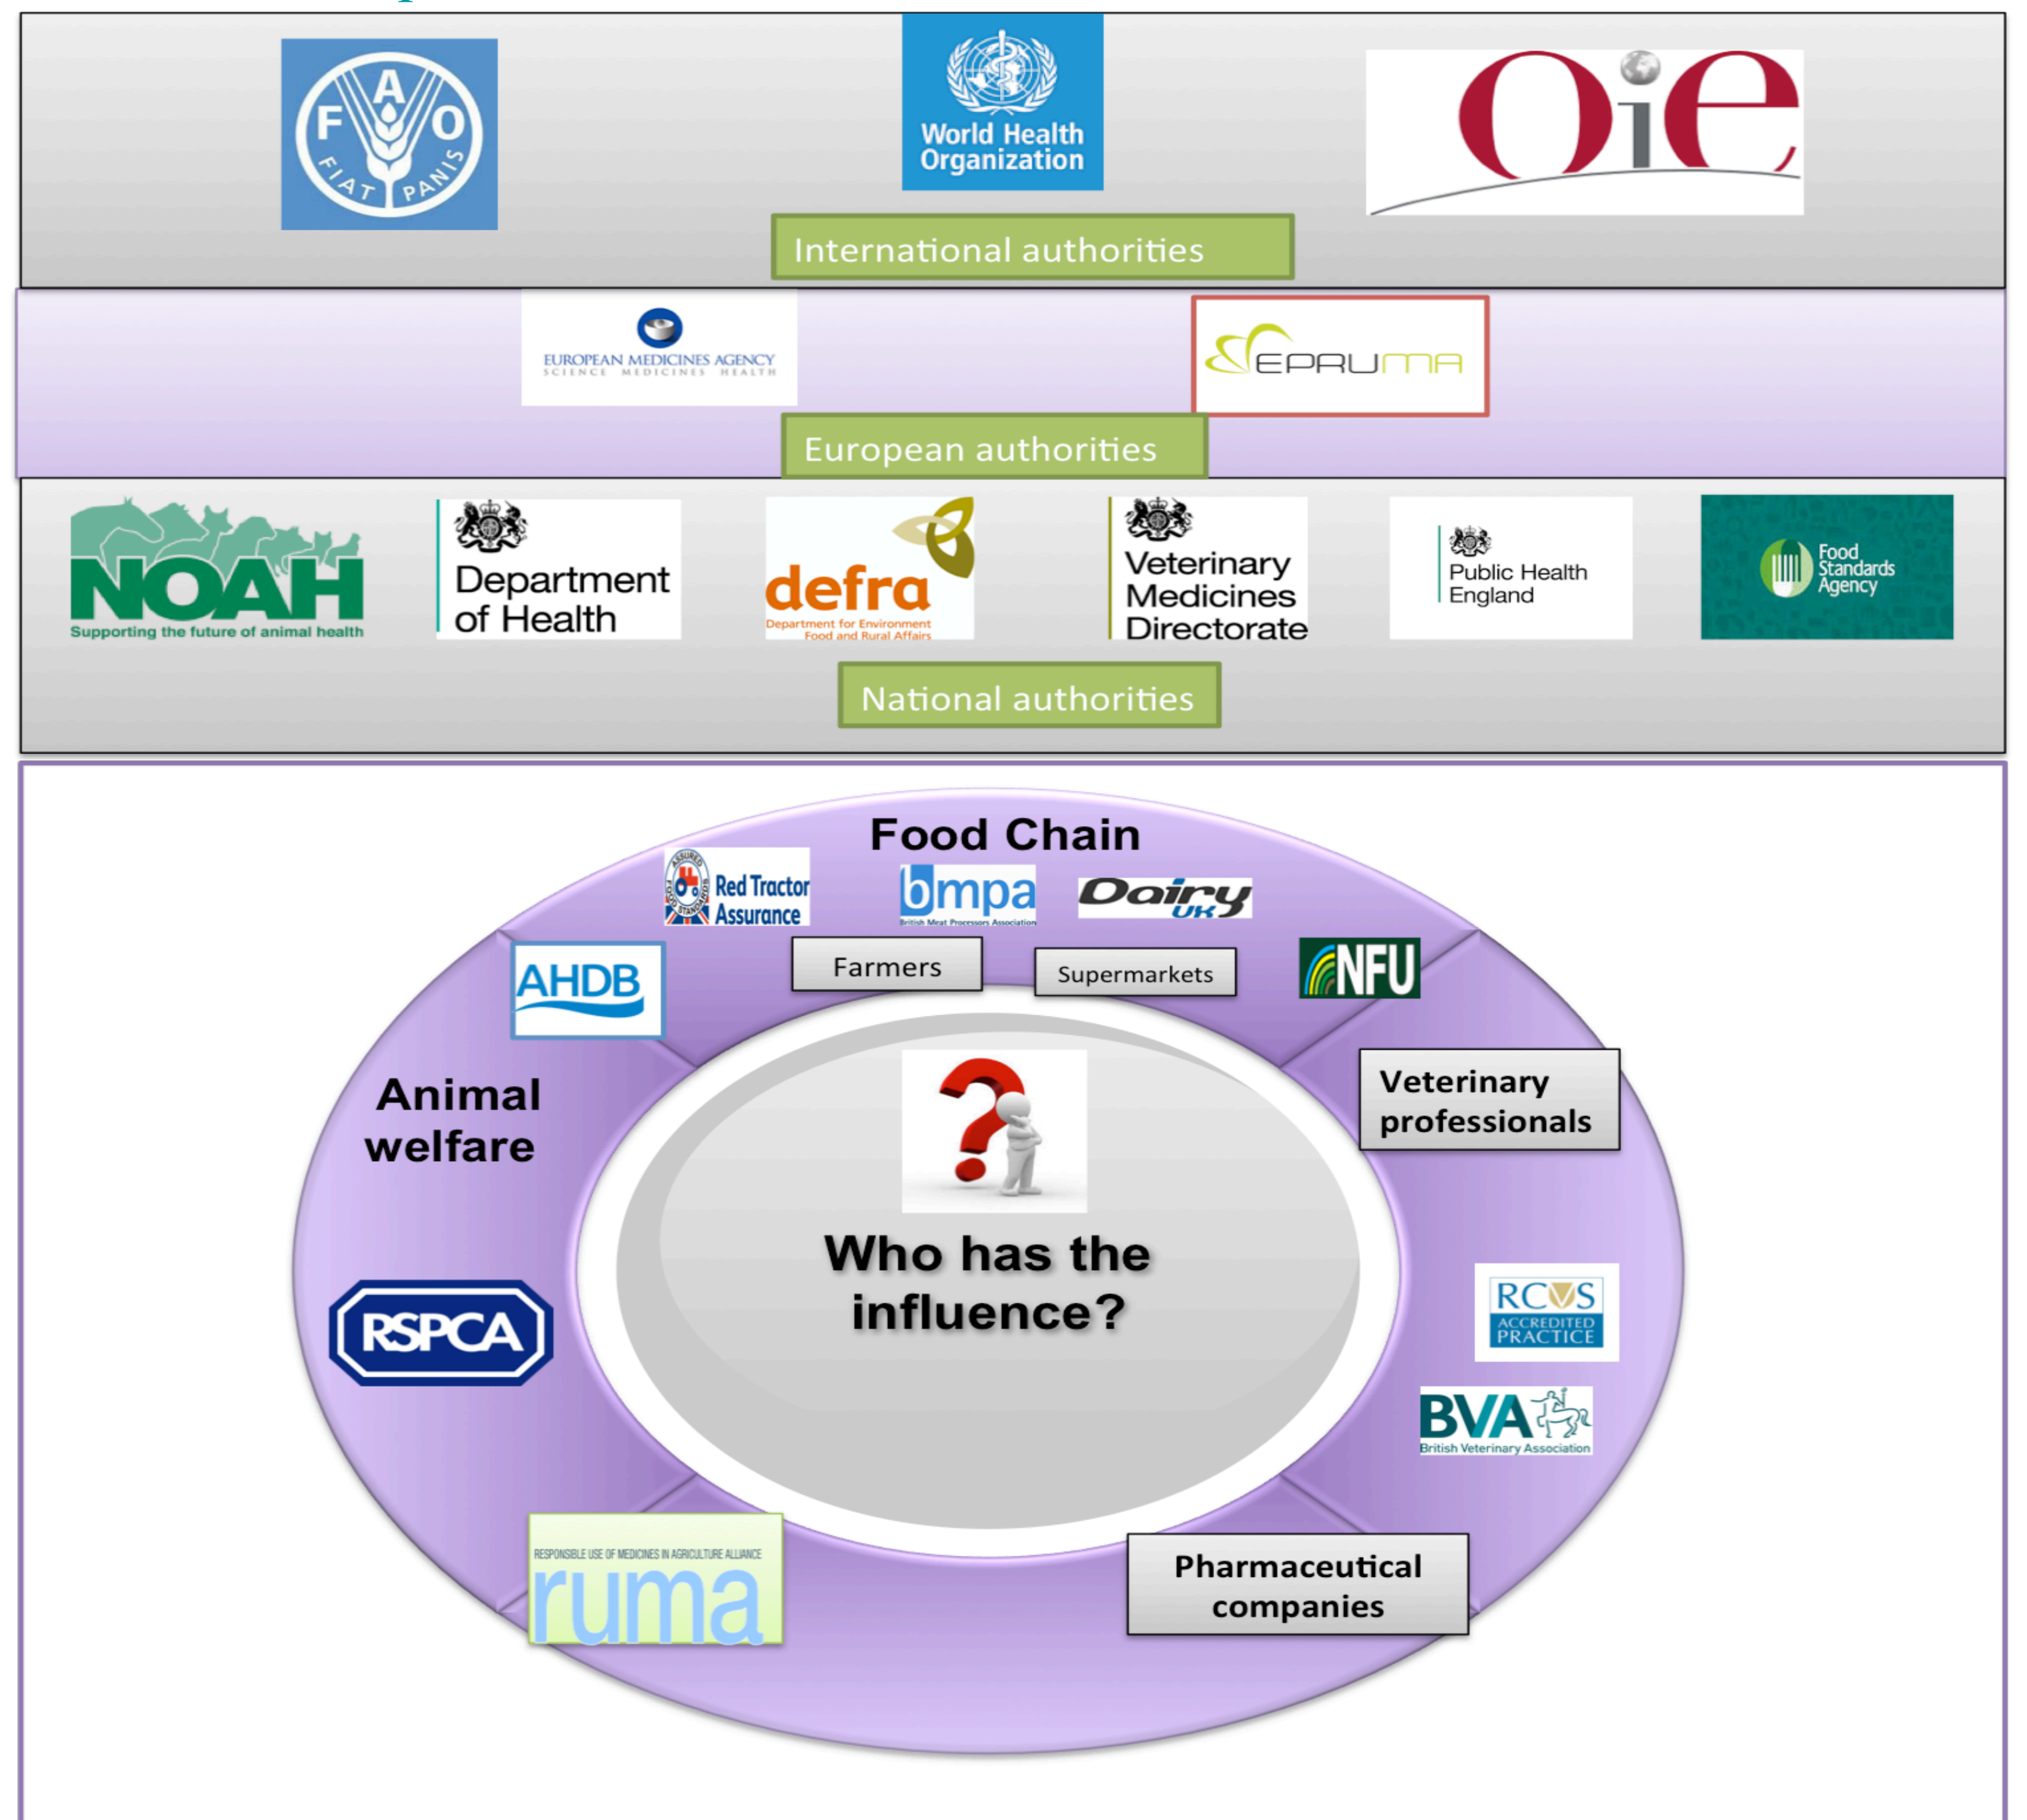 FAO
FIAT PANIS
World Health
Organization
Oie
International authorities
EUROPEAN MEDICINES AGENCY
SCIENCE MEDICINES HEALTH
EPRUMA
European authorities
NOAH
Supporting the future of animal health
Department
of Health
defra
Department for Environment
Food and Rural Affairs
Veterinary
Medicines
Directorate
Public Health
England
Food
Standards
Agency
National authorities
Food Chain
ASSURED
FOOD STANDARDS
Red Tractor
Assurance
bmpa
British Meat Processors Association
Dairy
UK
AHDB
Farmers
Supermarkets
NFU
Animal
welfare
Veterinary
professionals
Who has the
influence?
RSPCA
RCVS
ACCREDITED
PRACTICE
BVA
British Veterinary Association
RESPONSIBLE USE OF MEDICINES IN AGRICULTURE ALLIANCE
ruma
Pharmaceutical
companies